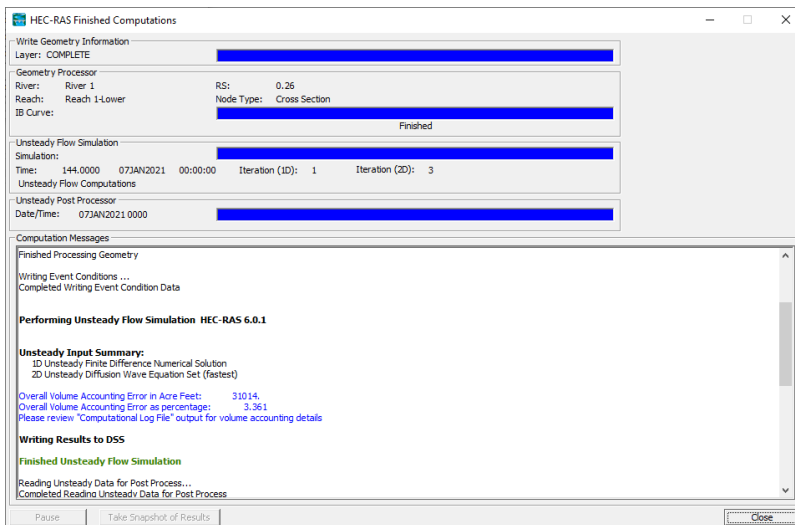 HEC-RAS Finished Computations
Write Geometry Information
Layer: COMPLETE
Geometry Processor
River: River 1 RS: 0.26
Reach: Reach 1-Lower Node Type: Cross Section
IB Curve:
Finished
Unsteady Flow Simulation
Simulation:
Time: 144.0000 07JAN2021 00:00:00 Iteration (1D): 1 Iteration (2D): 3
Unsteady Flow Computations
Unsteady Post Processor
Date/Time: 07JAN2021 0000
Computation Messages
Finished Processing Geometry
Writing Event Conditions ...
Completed Writing Event Condition Data
Performing Unsteady Flow Simulation HEC-RAS 6.0.1
Unsteady Input Summary:
1D Unsteady Finite Difference Numerical Solution
2D Unsteady Diffusion Wave Equation Set (fastest)
Overall Volume Accounting Error in Acre Feet: 31014.
Overall Volume Accounting Error as percentage: 3.361
Please review "Computational Log File" output for volume accounting details
Writing Results to DSS
Finished Unsteady Flow Simulation
Reading Unsteady Data for Post Process...
Completed Reading Unsteady Data for Post Process
Pause Take Snapshot of Results Close